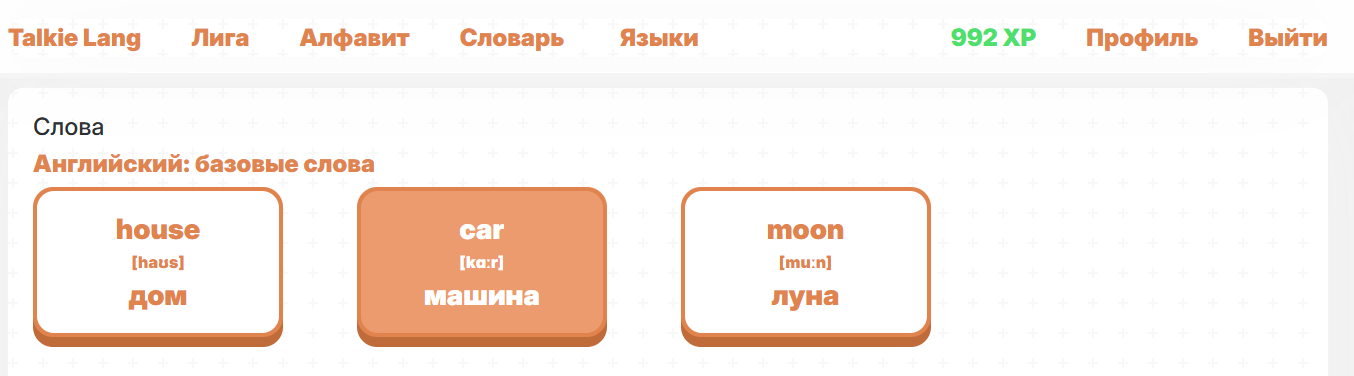 Talkie Lang Лига Алфавит Словарь Языки 992 XP Профиль Выйти
Слова
Английский: базовые слова
house car moon
[haʊs] [kɑːr] [muːn]
дом машина луна